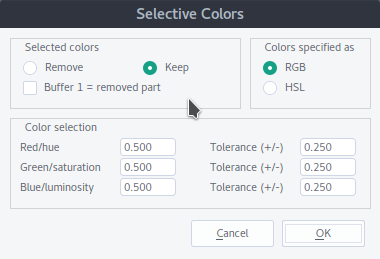 Selective Colors
Selected colors
Remove Keep
Buffer 1 = removed part
Colors specified as
RGB
HSL
Color selection
Red/hue 0.500 Tolerance (+/-) 0.250
Green/saturation 0.500 Tolerance (+/-) 0.250
Blue/luminosity 0.500 Tolerance (+/-) 0.250
Cancel OK